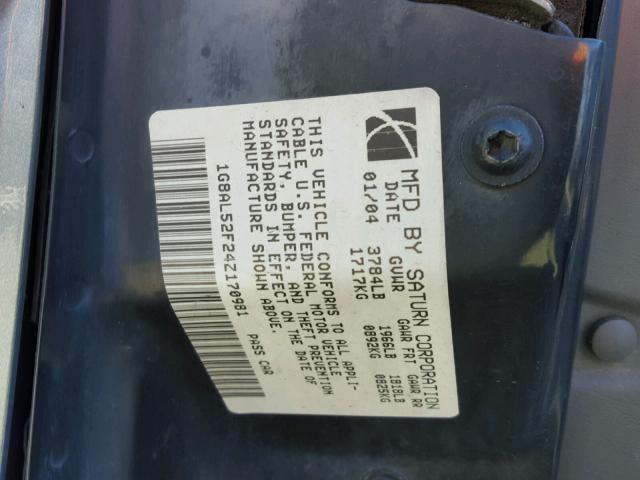 MFD BY SATURN CORPORATION
DATE GVWR GAWR FRT GAWR RR
01/04 3784LB 1966LB 1818LB
1717KG 0892KG 0825KG
THIS VEHICLE CONFORMS TO ALL APPLI-
CABLE U.S. FEDERAL MOTOR VEHICLE
SAFETY, BUMPER, AND THEFT PREVENTION
STANDARDS IN EFFECT ON THE DATE OF
MANUFACTURE SHOWN ABOVE.
1G8AL52F24Z170981 PASS CAR